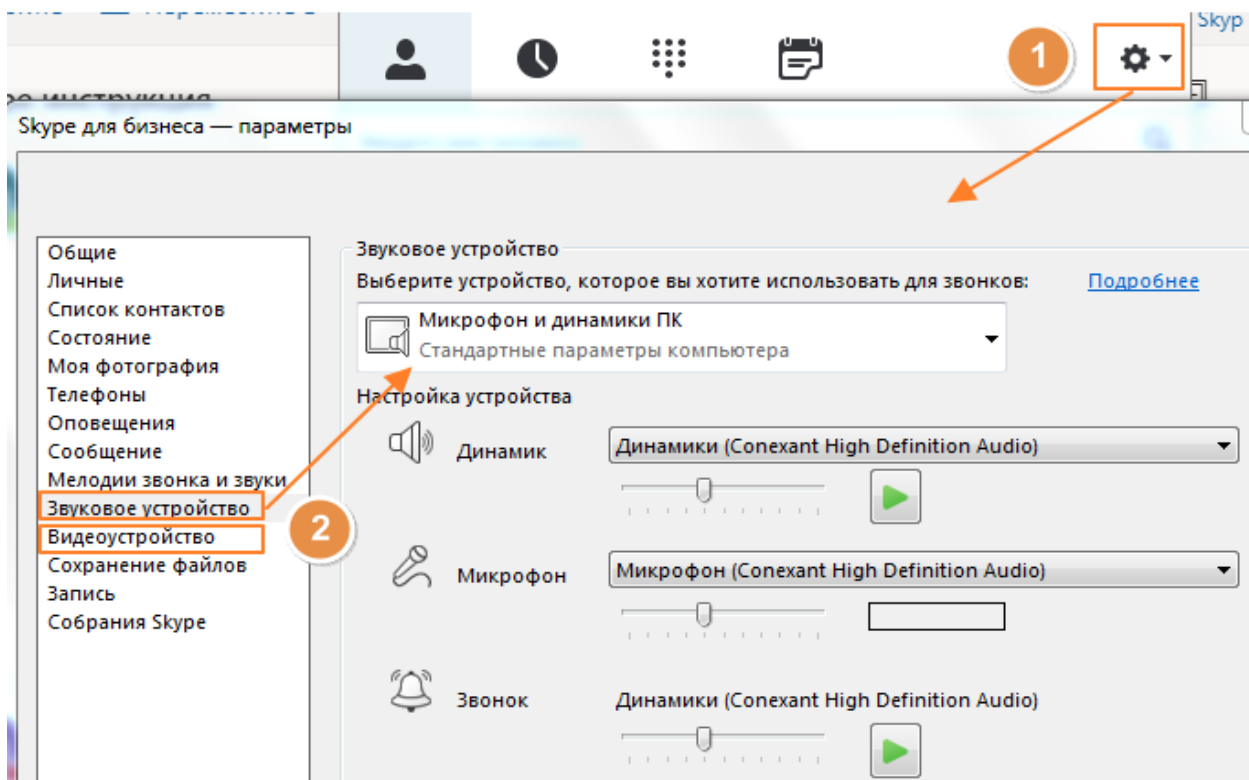 Skyp
1
инструкция
Skype для бизнеса — параметры
Общие
Личные
Список контактов
Состояние
Моя фотография
Телефоны
Оповещения
Сообщение
Мелодии звонка и звуки
Звуковое устройство
Видеоустройство
Сохранение файлов
Запись
Собрания Skype
2
Звуковое устройство
Выберите устройство, которое вы хотите использовать для звонков:
Подробнее
Микрофон и динамики ПК
Стандартные параметры компьютера
Настройка устройства
Динамик
Динамики (Conexant High Definition Audio)
Микрофон
Микрофон (Conexant High Definition Audio)
Звонок
Динамики (Conexant High Definition Audio)